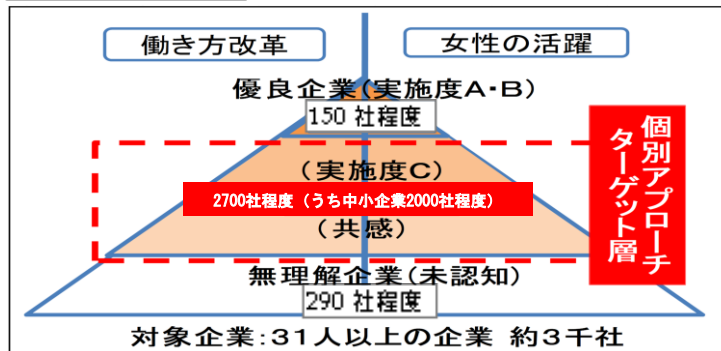 働き方改革
女性の活躍
優良企業(実施度A・B)
150 社程度
(実施度C)
2700社程度(うち中小企業2000社程度)
(共感)
個別アプローチ
ターゲット層
無理解企業(未認知)
290 社程度
対象企業:31人以上の企業 約3千社